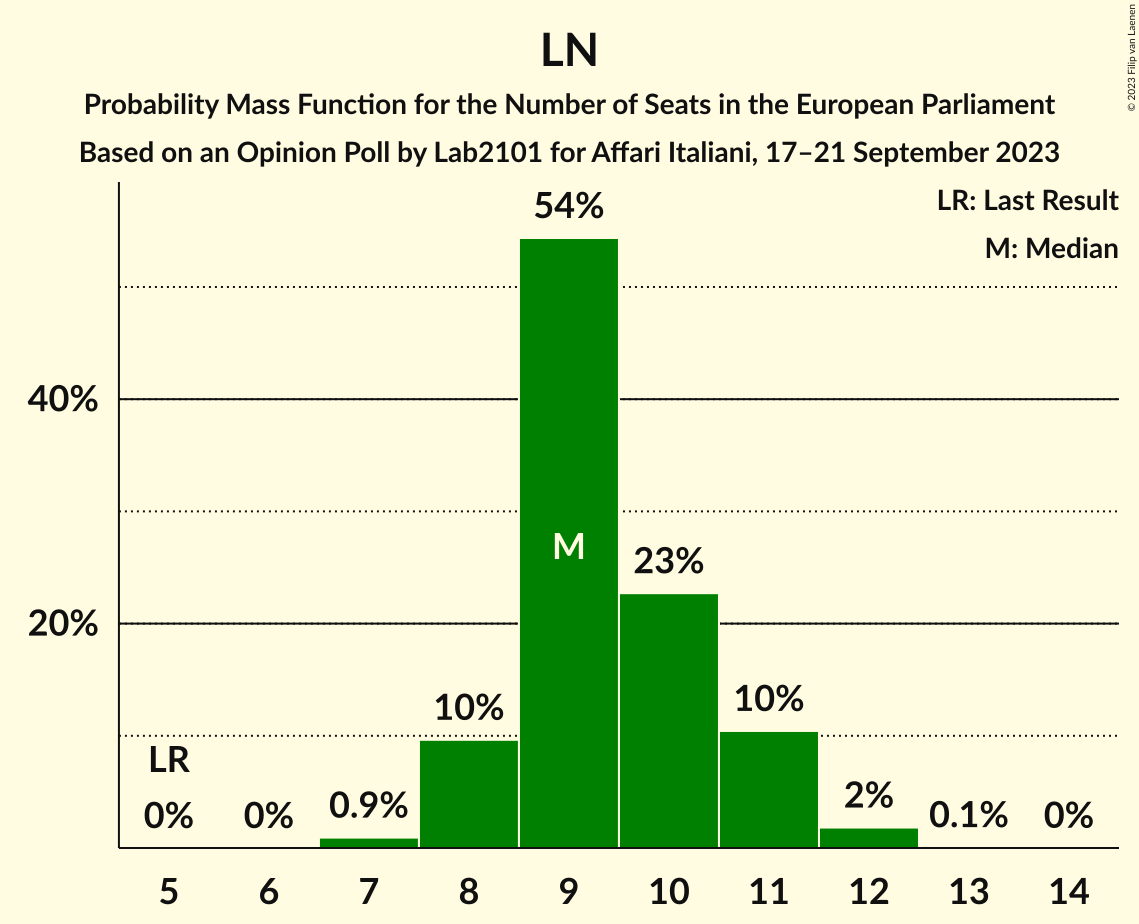 © 2023 Filip van Laenen
LN
Probability Mass Function for the Number of Seats in the European Parliament
Based on an Opinion Poll by Lab2101 for Affari Italiani, 17–21 September 2023
LR: Last Result
M: Median
54%
40%
M
23%
20%
10%
10%
LR
0%
0%
0.9%
2%
0.1%
0%
5 6 7 8 9 10 11 12 13 14